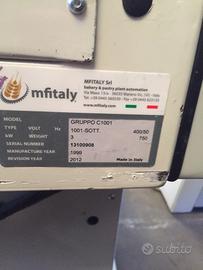 mfitaly
MFITALY Srl
bakery & pastry plant automation
www.mfitaly.com
MODEL GRUPPO C1001
TYPE VOLT Hz 1001-SOTT. 400/50
kW WEIGHT 3 750
SERIAL NUMBER 13100908
MANUFACTURE YEAR 1999
REVISION YEAR 2012 Made in Italy
subito